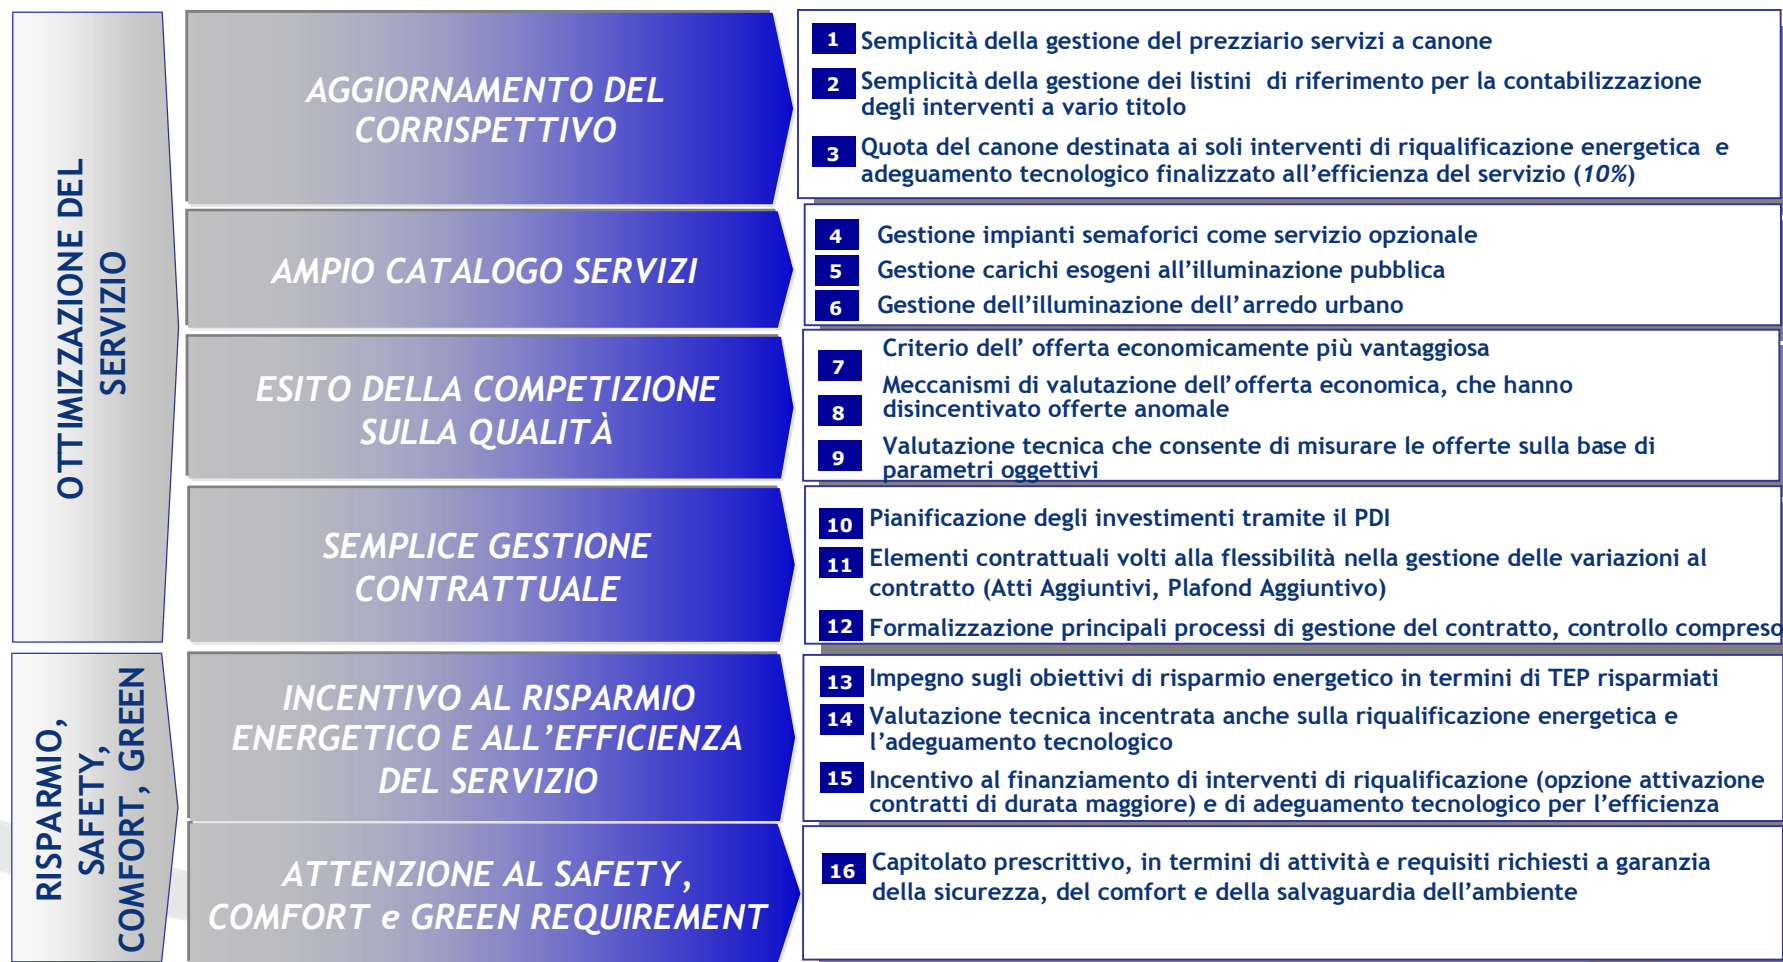 OTTIMIZZAZIONE DEL
SERVIZIO
AGGIORNAMENTO DEL
CORRISPETTIVO
1 Semplicità della gestione del prezziario servizi a canone
2 Semplicità della gestione dei listini di riferimento per la contabilizzazione
degli interventi a vario titolo
3 Quota del canone destinata ai soli interventi di riqualificazione energetica e
adeguamento tecnologico finalizzato all’efficienza del servizio (10%)
AMPIO CATALOGO SERVIZI
4 Gestione impianti semaforici come servizio opzionale
5 Gestione carichi esogeni all’illuminazione pubblica
6 Gestione dell’illuminazione dell’arredo urbano
ESITO DELLA COMPETIZIONE
SULLA QUALITÀ
7 Criterio dell’ offerta economicamente più vantaggiosa
8 Meccanismi di valutazione dell’offerta economica, che hanno
disincentivato offerte anomale
9 Valutazione tecnica che consente di misurare le offerte sulla base di
parametri oggettivi
SEMPLICE GESTIONE
CONTRATTUALE
10 Pianificazione degli investimenti tramite il PDI
11 Elementi contrattuali volti alla flessibilità nella gestione delle variazioni al
contratto (Atti Aggiuntivi, Plafond Aggiuntivo)
12 Formalizzazione principali processi di gestione del contratto, controllo compreso
RISPARMIO,
SAFETY,
COMFORT, GREEN
INCENTIVO AL RISPARMIO
ENERGETICO E ALL’EFFICIENZA
DEL SERVIZIO
13 Impegno sugli obiettivi di risparmio energetico in termini di TEP risparmiati
14 Valutazione tecnica incentrata anche sulla riqualificazione energetica e
l’adeguamento tecnologico
15 Incentivo al finanziamento di interventi di riqualificazione (opzione attivazione
contratti di durata maggiore) e di adeguamento tecnologico per l’efficienza
ATTENZIONE AL SAFETY,
COMFORT e GREEN REQUIREMENT
16 Capitolato prescrittivo, in termini di attività e requisiti richiesti a garanzia
della sicurezza, del comfort e della salvaguardia dell’ambiente